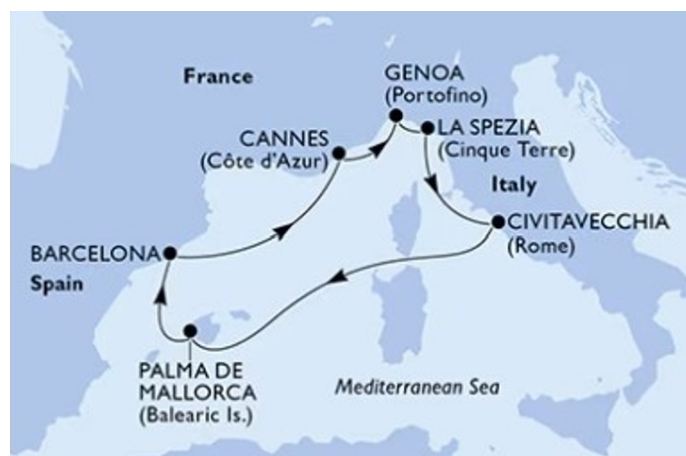 France
GENOA
(Portofino)
CANNES
(Côte d'Azur)
LA SPEZIA
(Cinque Terre)
Italy
CIVITAVECCHIA
(Rome)
BARCELONA
Spain
PALMA DE
MALLORCA
(Balearic Is.)
Mediterranean Sea